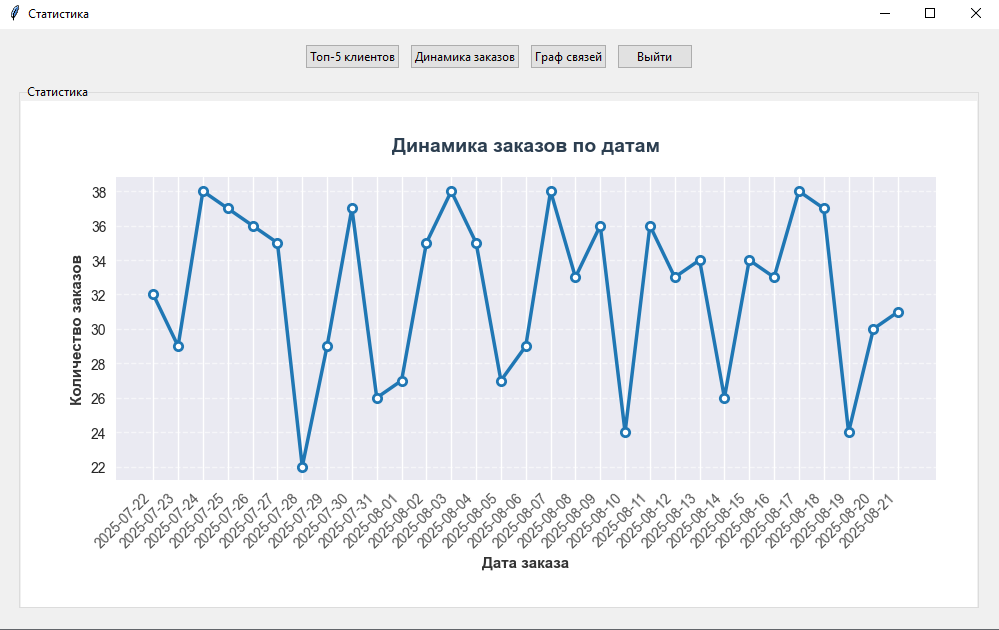 Статистика
Топ-5 клиентов Динамика заказов Граф связей Выйти
Статистика
Динамика заказов по датам
Количество заказов
38
36
34
32
30
28
26
24
22
2025-07-22 2025-07-23 2025-07-24 2025-07-25 2025-07-26 2025-07-27 2025-07-28 2025-07-29 2025-07-30 2025-07-31 2025-08-01 2025-08-02 2025-08-03 2025-08-04 2025-08-05 2025-08-06 2025-08-07 2025-08-08 2025-08-09 2025-08-10 2025-08-11 2025-08-12 2025-08-13 2025-08-14 2025-08-15 2025-08-16 2025-08-17 2025-08-18 2025-08-19 2025-08-20 2025-08-21
Дата заказа